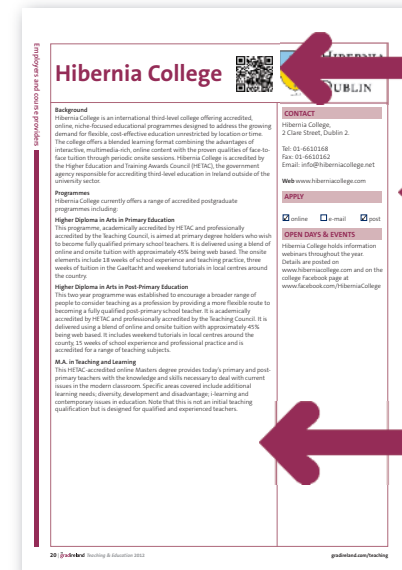 Employers and course providers
Hibernia College
HIBERNIA
DUBLIN
Background
Hibernia College is an international third-level college offering accredited,
online, niche-focused educational programmes designed to address the growing
demand for flexible, cost-effective education unrestricted by location or time.
The college offers a blended learning format combining the advantages of
interactive, multimedia-rich, online content with the proven qualities of face-to-
face tuition through periodic onsite sessions. Hibernia College is accredited by
the Higher Education and Training Awards Council (HETAC), the government
agency responsible for accrediting third-level education in Ireland outside of the
university sector.
Programmes
Hibernia College currently offers a range of accredited postgraduate
programmes including:
Higher Diploma in Arts in Primary Education
This programme, academically accredited by HETAC and professionally
accredited by the Teaching Council, is aimed at primary degree holders who wish
to become fully qualified primary school teachers. It is delivered using a blend of
online and onsite tuition with approximately 45% being web based. The onsite
elements include 18 weeks of school experience and teaching practice, three
weeks of tuition in the Gaeltacht and weekend tutorials in local centres around
the country.
Higher Diploma in Arts in Post-Primary Education
This two year programme was established to encourage a broader range of
people to consider teaching as a profession by providing a more flexible route to
becoming a fully qualified post-primary school teacher. It is academically
accredited by HETAC and professionally accredited by the Teaching Council. It is
delivered using a blend of online and onsite tuition with approximately 45%
being web based. It includes weekend tutorials in local centres around the
county, 15 weeks of school experience and professional practice and is
accredited for a range of teaching subjects.
M.A. in Teaching and Learning
This HETAC-accredited online Masters degree provides today's primary and post-
primary teachers with the knowledge and skills necessary to deal with current
issues in the modern classroom. Specific areas covered include additional
learning needs; diversity, development and disadvantage; i-learning and
contemporary issues in education. Note that this is not an initial teaching
qualification but is designed for qualified and experienced teachers.
CONTACT
Hibernia College,
2 Clare Street, Dublin 2.
Tel: 01-6610168
Fax: 01-6610162
Email: info@hiberniacollege.net
Web www.hiberniacollege.com
APPLY
online e-mail post
OPEN DAYS & EVENTS
Hibernia College holds information
webinars throughout the year.
Details are posted on
www.hiberniacollege.com and on the
college Facebook page at
www.facebook.com/HiberniaCollege
20 | gradireland Teaching & Education 2012
gradireland.com/teaching